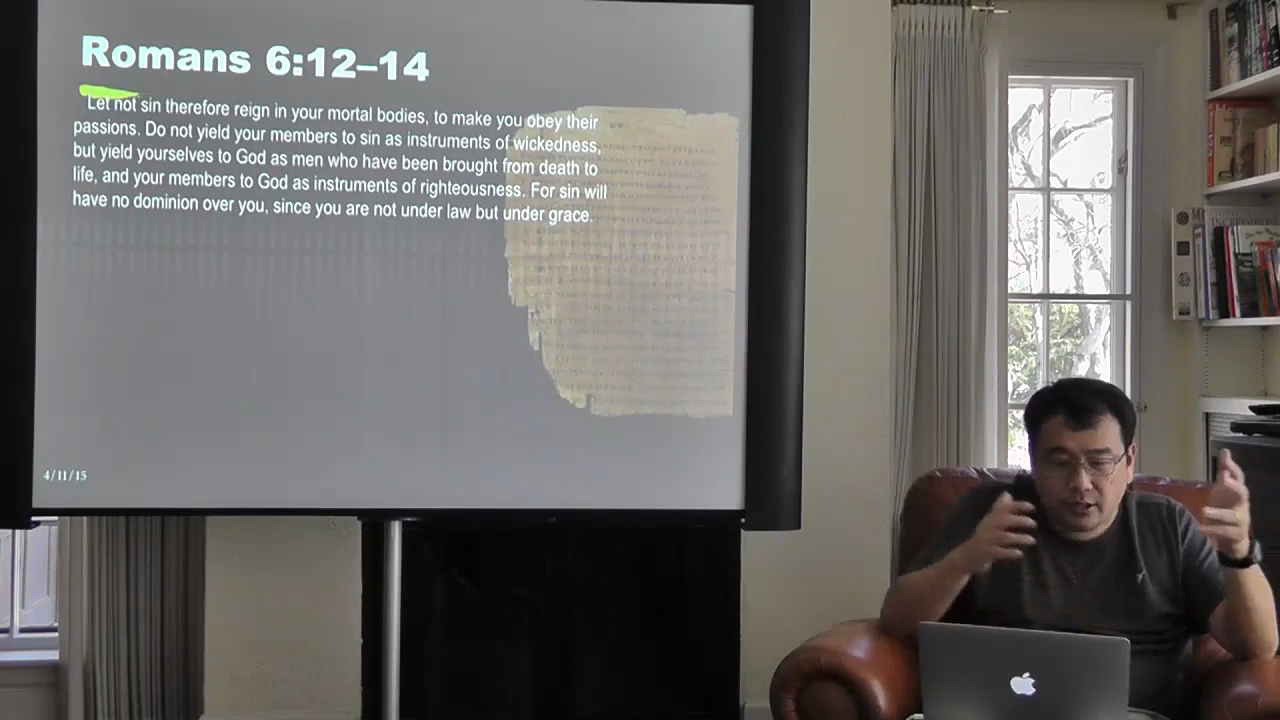 Romans 6:12–14
Let not sin therefore reign in your mortal bodies, to make you obey their
passions. Do not yield your members to sin as instruments of wickedness,
but yield yourselves to God as men who have been brought from death to
life, and your members to God as instruments of righteousness. For sin will
have no dominion over you, since you are not under law but under grace.
4/11/15